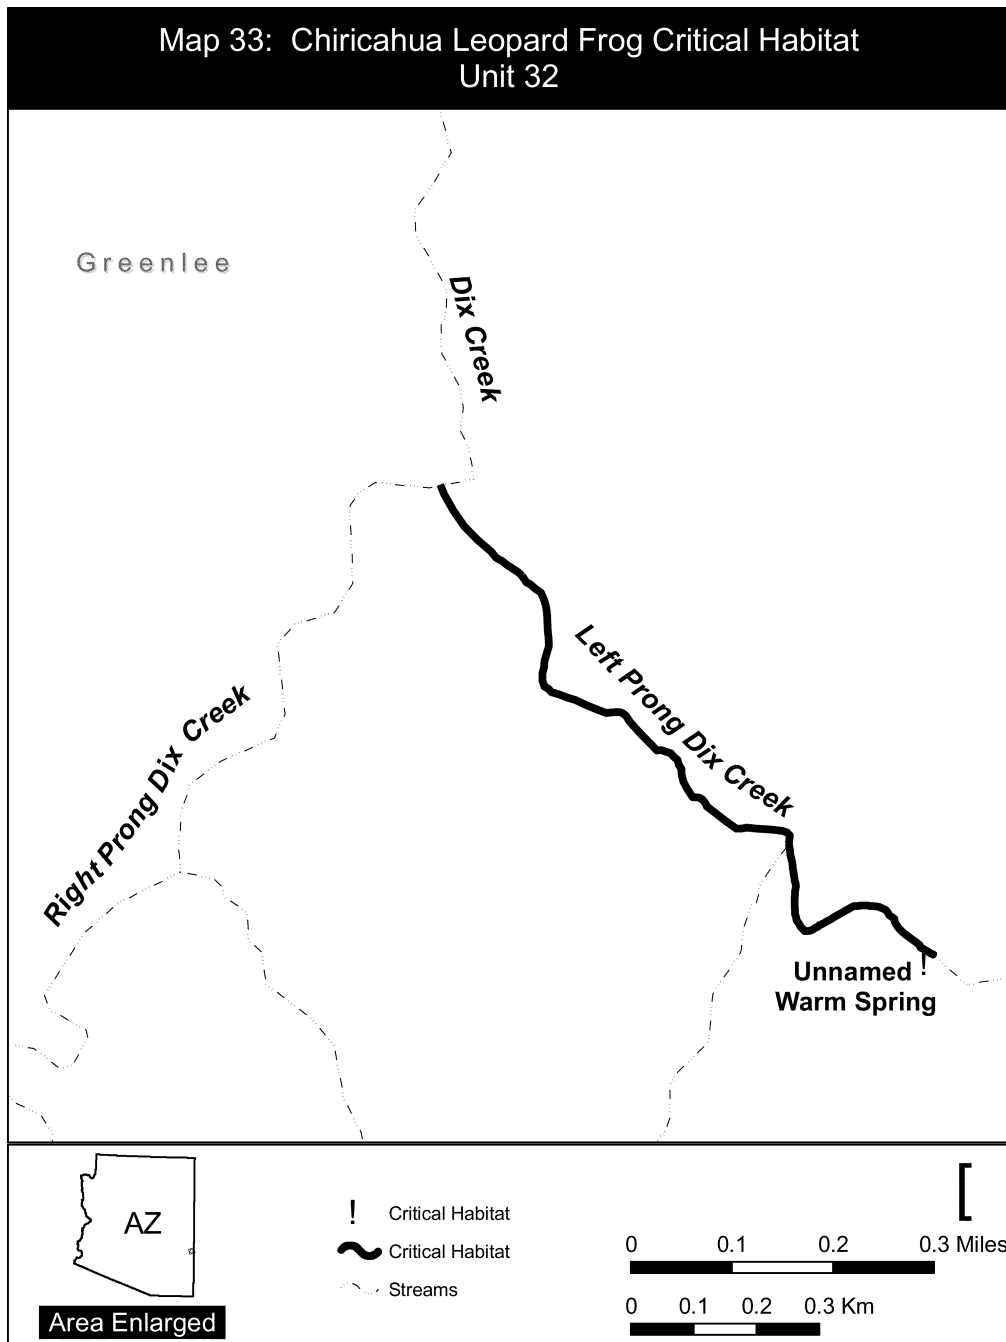 Map 33: Chiricahua Leopard Frog Critical Habitat
Unit 32
Greenlee
Dix Creek
Left Prong Dix Creek
Right Prong Dix Creek
Unnamed !
Warm Spring
AZ
Area Enlarged
! Critical Habitat
Critical Habitat
Streams
[
0 0.1 0.2 0.3 Miles
0 0.1 0.2 0.3 Km